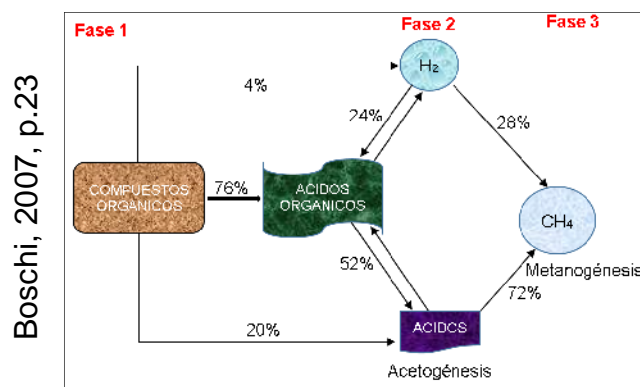 Boschi, 2007, p.23
Fase 1
Fase 2
Fase 3
H₂
4%
24%
28%
COMPUESTOS
ORGANICOS
76%
ACIDOS
ORGANICOS
CH₄
Metanogénesis
52%
72%
20%
ACIDOS
Acetogénesis